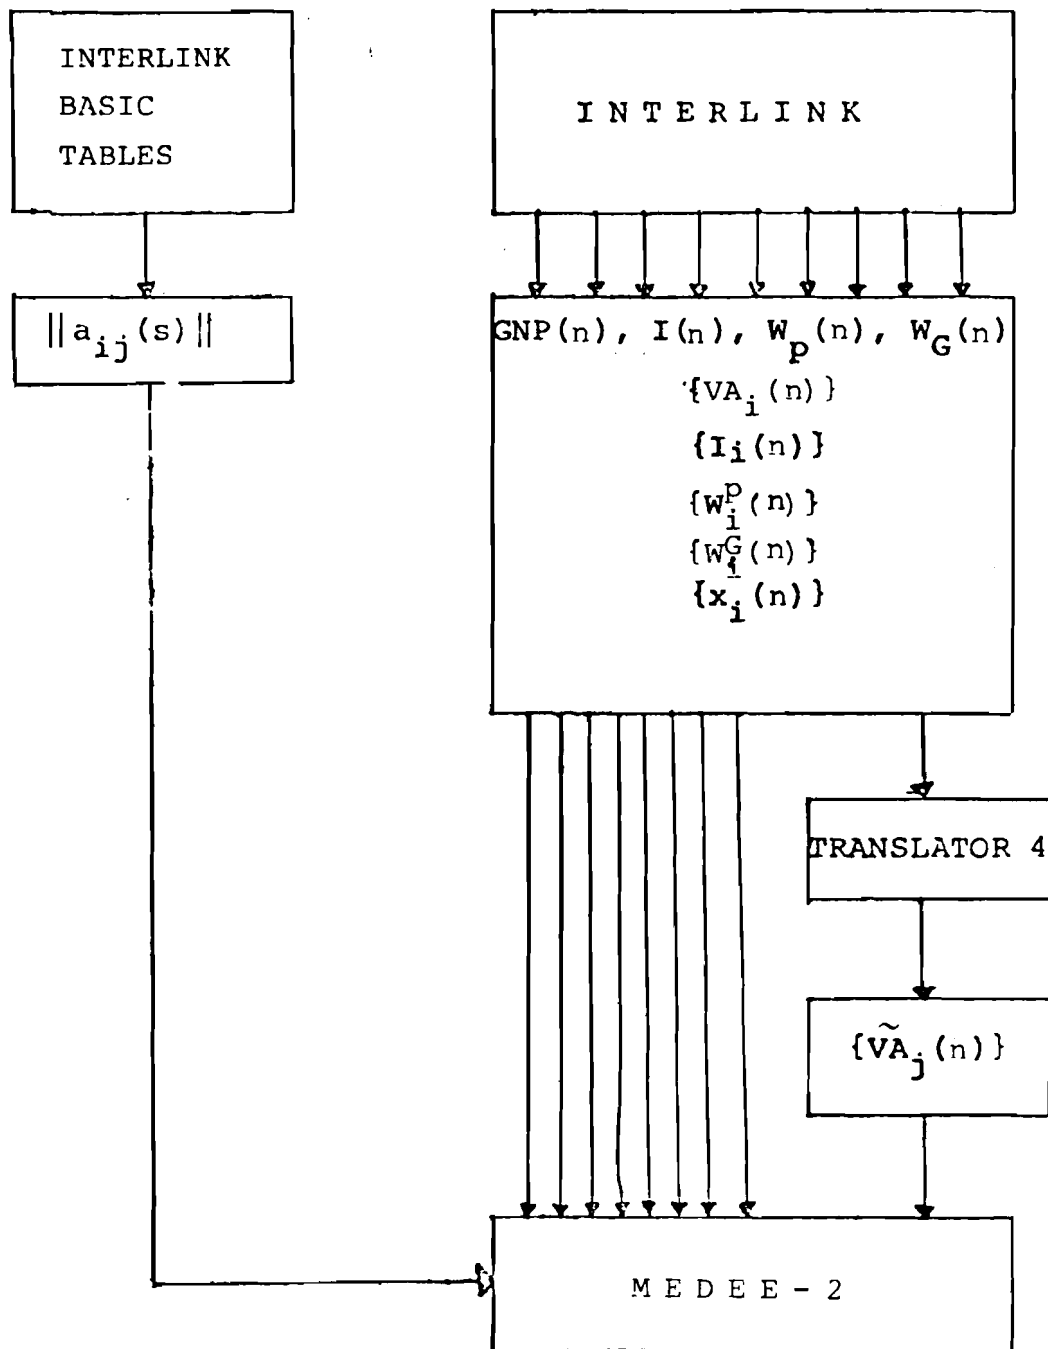 INTERLINK
BASIC
TABLES
INTERLINK
||a_ij(s)||
GNP(n), I(n), W_p(n), W_G(n)
{VA_i(n)}
{I_i(n)}
{W_i^p(n)}
{W_i^G(n)}
{x_i(n)}
TRANSLATOR 4
{ṼA_j(n)}
MEDEE-2